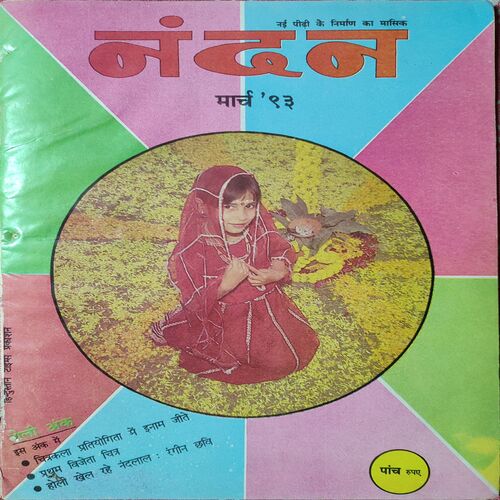 नई पीढ़ी के निर्माण का मासिक
नंदन
मार्च '९३
हिन्दुस्तान टाइम्स प्रकाशन
होली अंक
इस अंक में
• चित्रकला प्रतियोगिता में इनाम जीतें
• प्रथम विजेता चित्र
• होली खेल रहे नंदलाल : रंगीन छवि
पांच रुपए